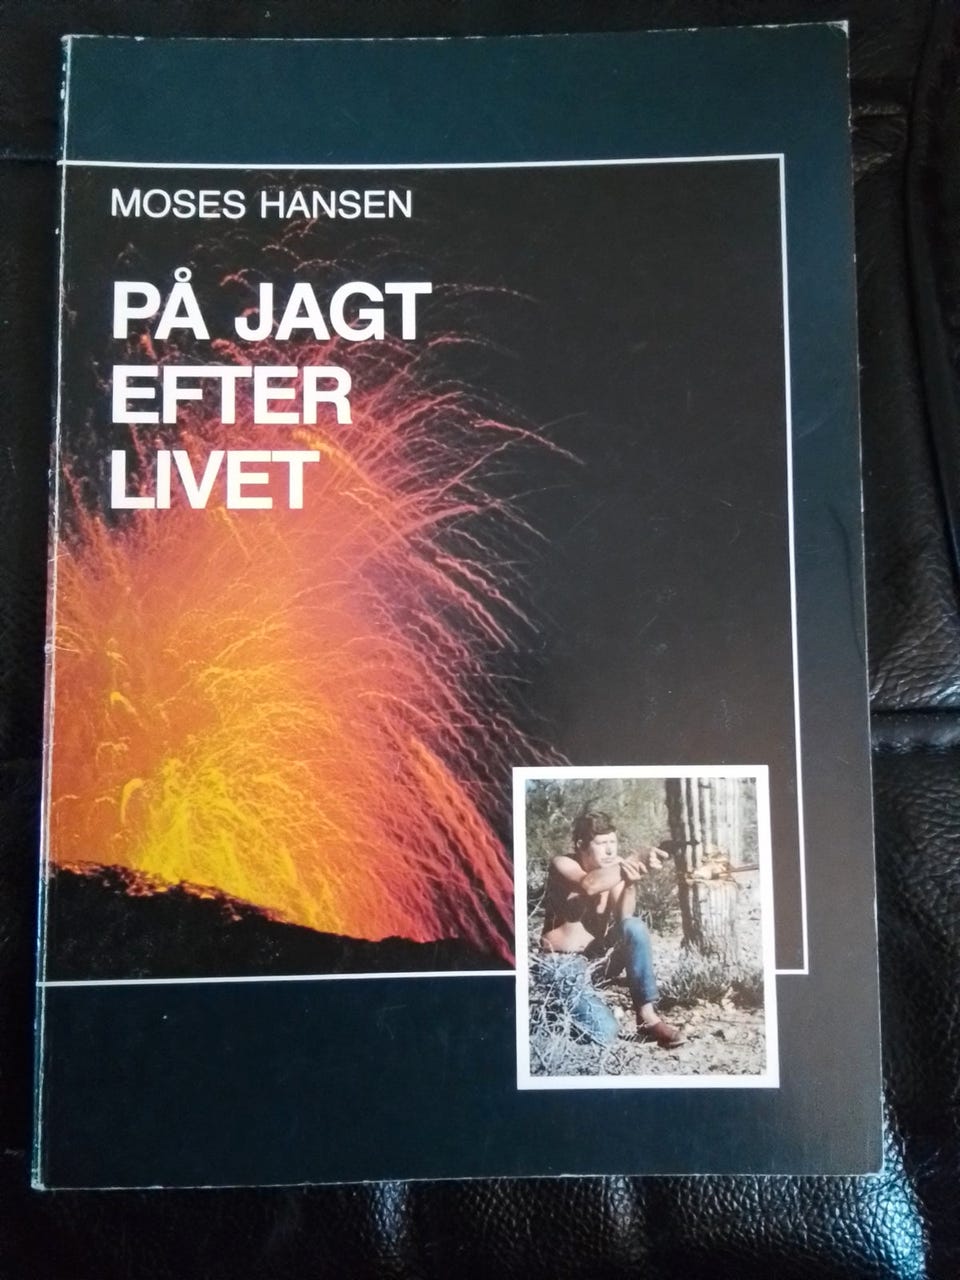 MOSES HANSEN
PÅ JAGT
EFTER
LIVET